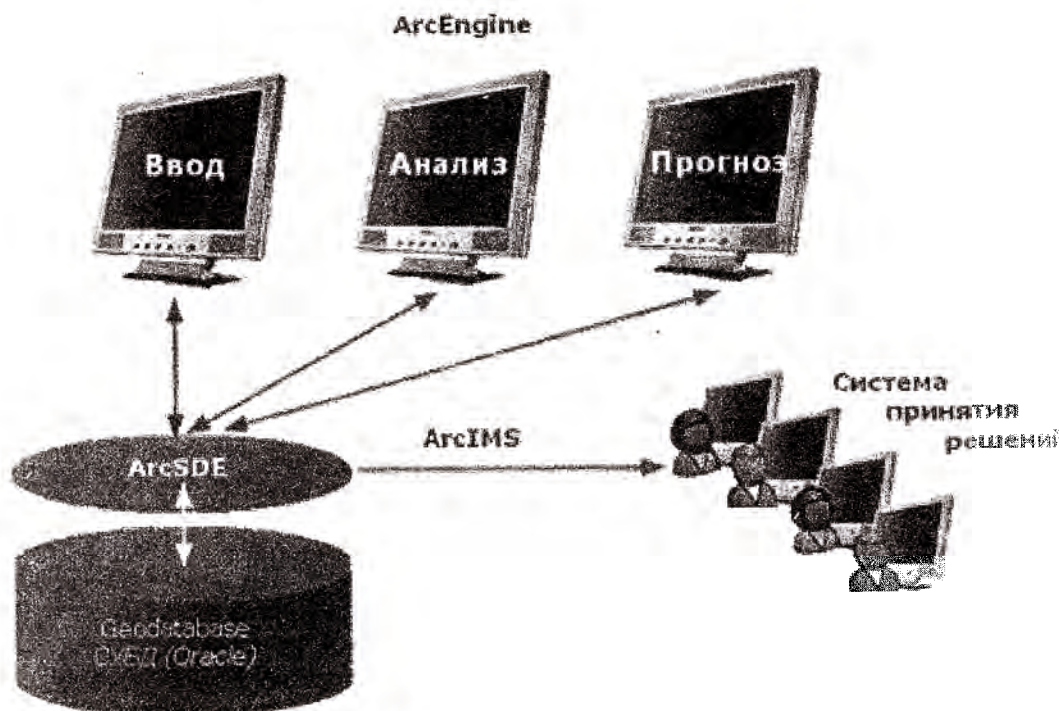 ArcEngine
Ввод
Анализ
Прогноз
Система
принятия
решений
ArcIMS
ArcSDE
Geodatabase
СУБД (Oracle)